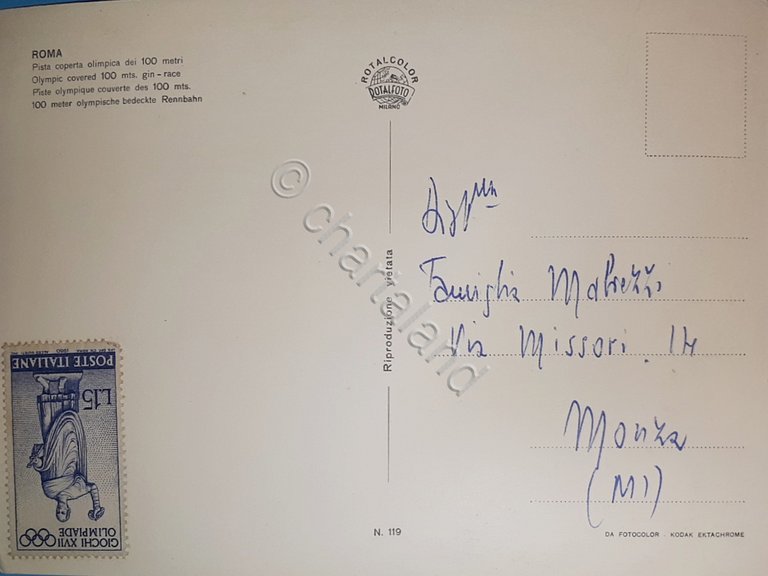 ROMA
Pista coperta olimpica dei 100 metri
Olympic covered 100 mts. gin-race
Piste olympique couverte des 100 mts.
100 meter olympische bedeckte Rennbahn
ROTALCOLOR
ROTALFOTO
MILANO
Riproduzione vietata
© chartaland
Famiglia
Via Missori. 14
Monza
(MI)
POSTE ITALIANE
1960
L.15
GIOCHI XVII
OLIMPIADE
N. 119
DA FOTOCOLOR - KODAK EKTACHROME